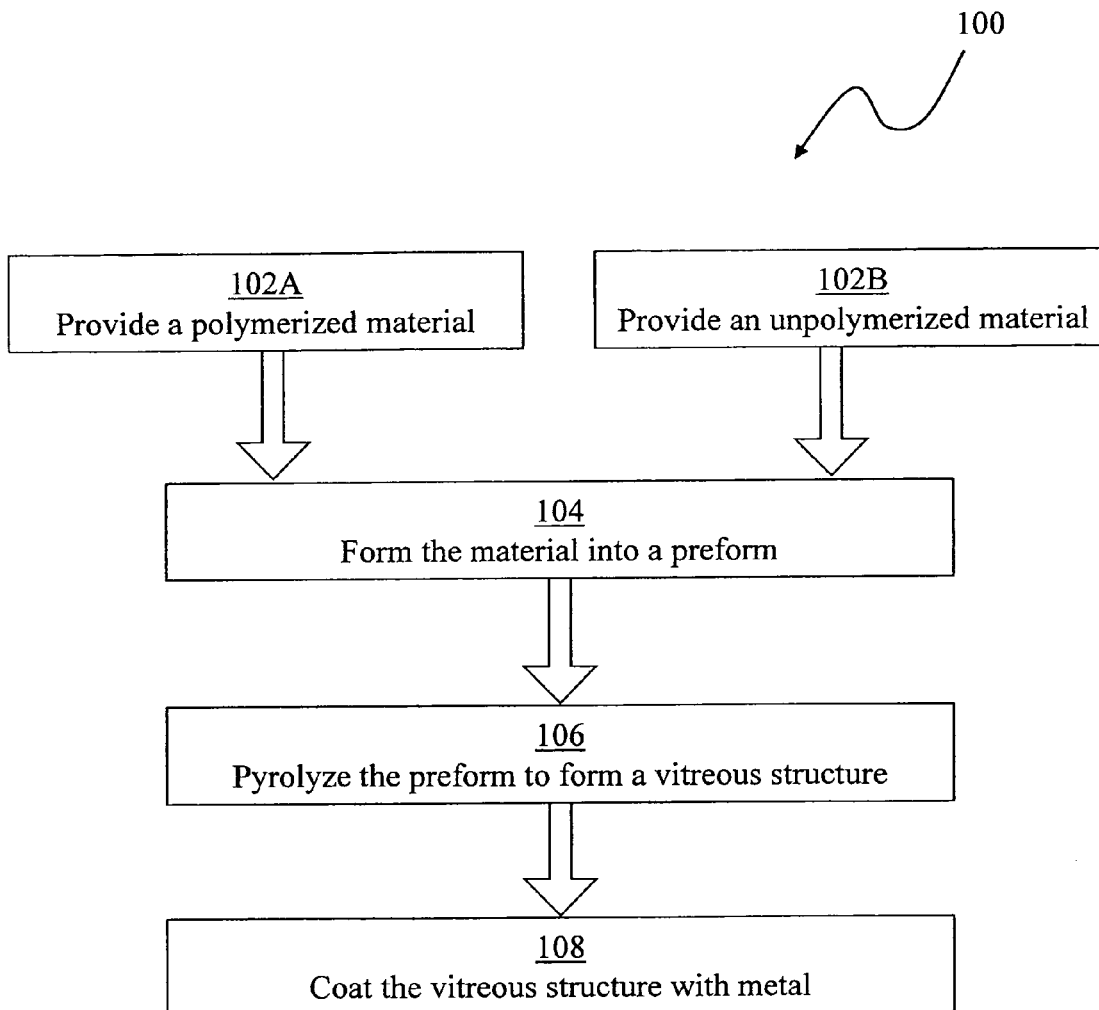 100
102A
Provide a polymerized material
102B
Provide an unpolymerized material
104
Form the material into a preform
106
Pyrolyze the preform to form a vitreous structure
108
Coat the vitreous structure with metal